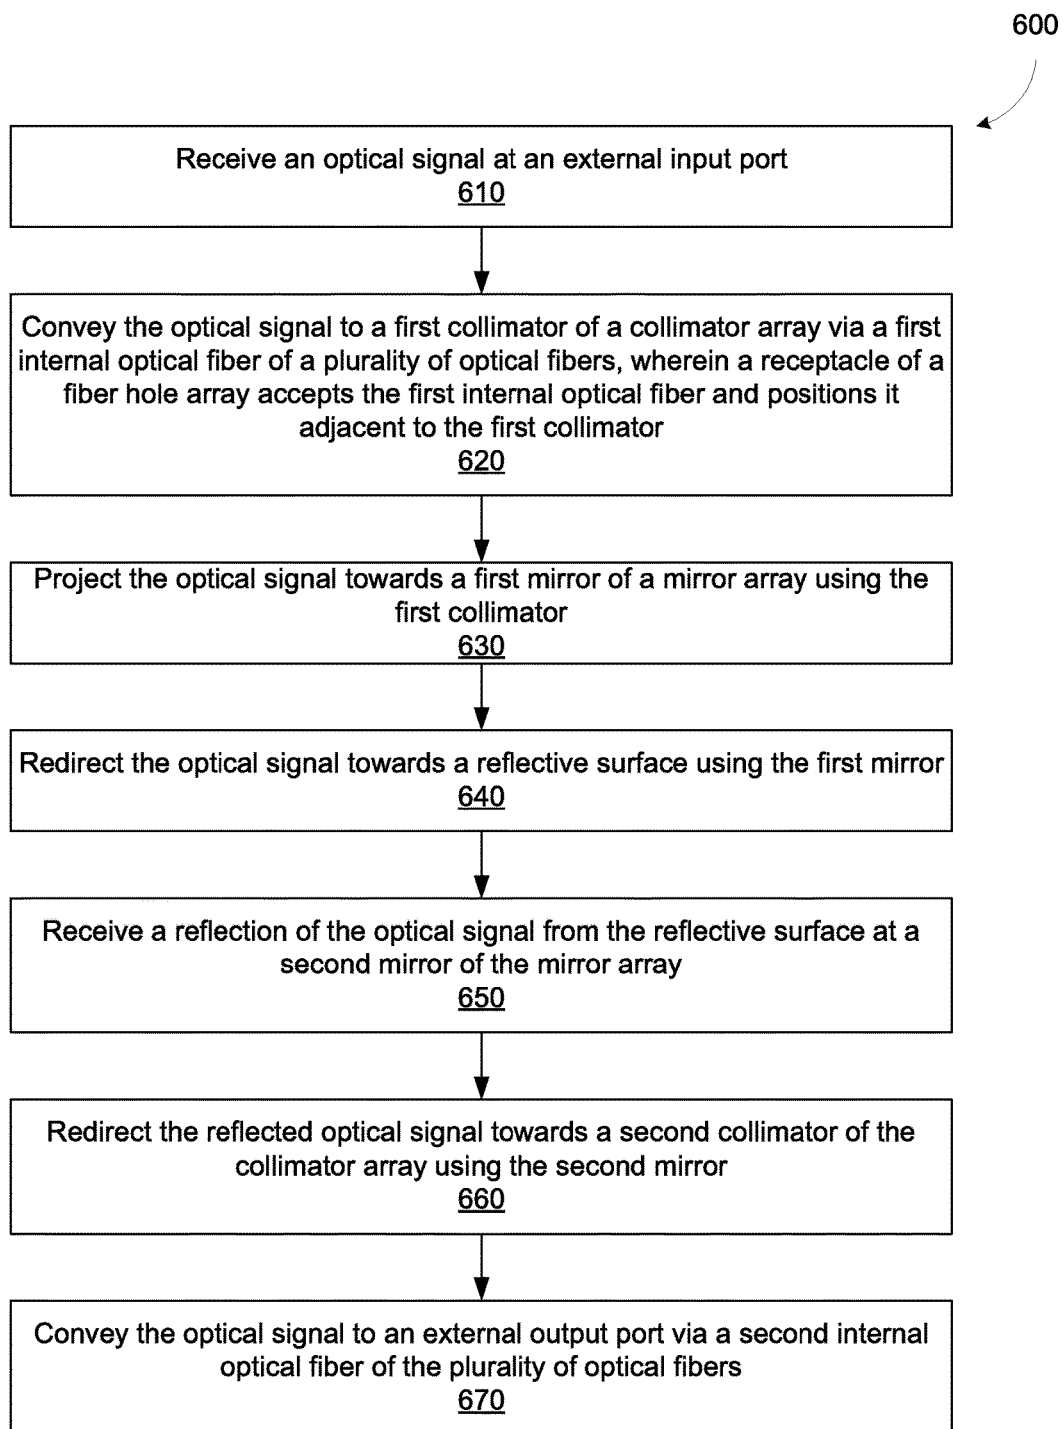 600
Receive an optical signal at an external input port
610
Convey the optical signal to a first collimator of a collimator array via a first
internal optical fiber of a plurality of optical fibers, wherein a receptacle of a
fiber hole array accepts the first internal optical fiber and positions it
adjacent to the first collimator
620
Project the optical signal towards a first mirror of a mirror array using the
first collimator
630
Redirect the optical signal towards a reflective surface using the first mirror
640
Receive a reflection of the optical signal from the reflective surface at a
second mirror of the mirror array
650
Redirect the reflected optical signal towards a second collimator of the
collimator array using the second mirror
660
Convey the optical signal to an external output port via a second internal
optical fiber of the plurality of optical fibers
670